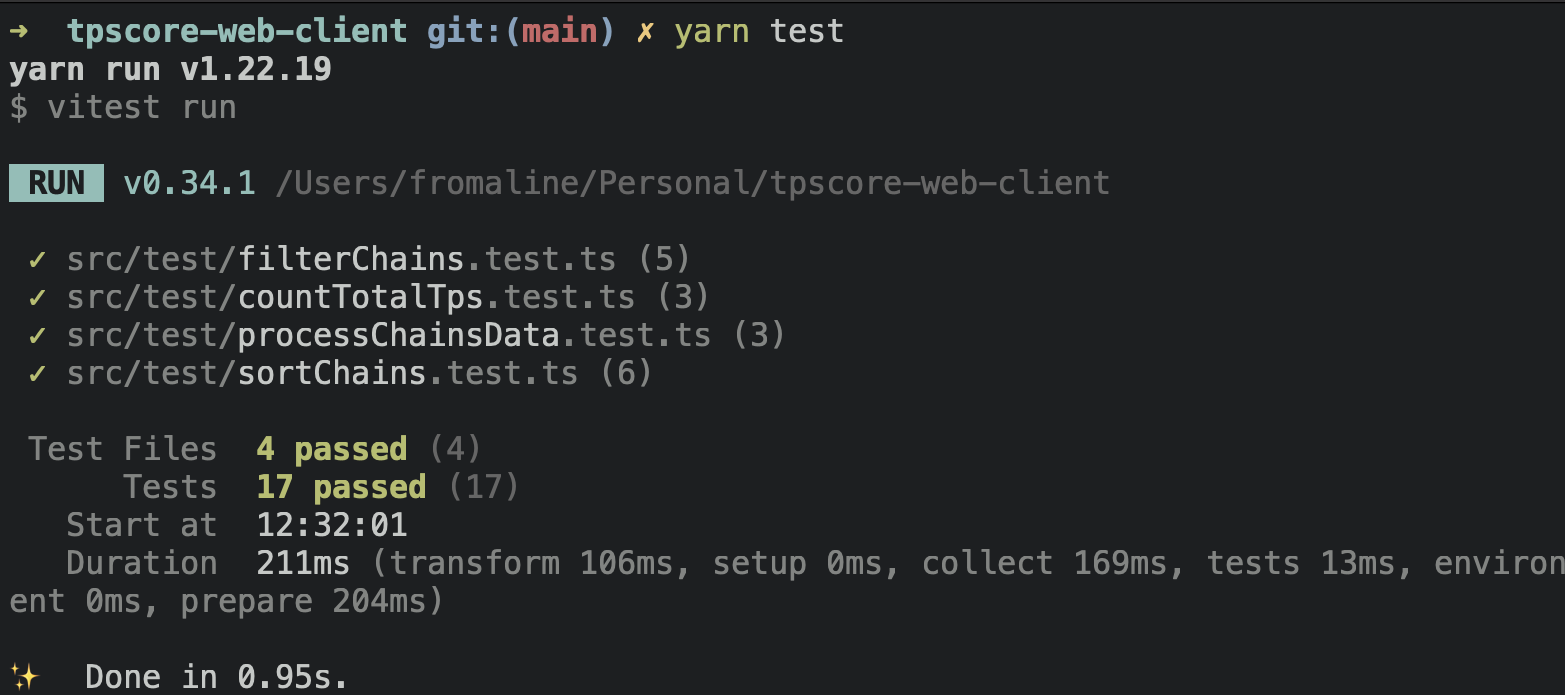 ➜  tpscore-web-client git:(main) ✗ yarn test
yarn run v1.22.19
$ vitest run
RUN  v0.34.1 /Users/fromaline/Personal/tpscore-web-client
✓ src/test/filterChains.test.ts (5)
✓ src/test/countTotalTps.test.ts (3)
✓ src/test/processChainsData.test.ts (3)
✓ src/test/sortChains.test.ts (6)
Test Files  4 passed (4)
Tests  17 passed (17)
Start at  12:32:01
Duration  211ms (transform 106ms, setup 0ms, collect 169ms, tests 13ms, environ
ent 0ms, prepare 204ms)
✨  Done in 0.95s.